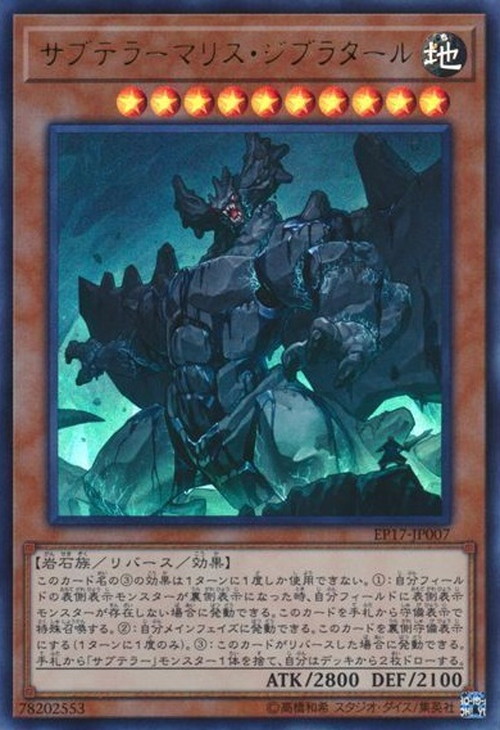 サブテラーマリス・ジブラタール
地
EP17-JP007
【岩石族／リバース／効果】
このカード名の③の効果は1ターンに1度しか使用できない。①：自分フィール
ドの表側表示モンスターが裏側表示になった時、自分フィールドに表側表示
モンスターが存在しない場合に発動できる。このカードを手札から守備表示で
特殊召喚する。②：自分メインフェイズに発動できる。このカードを裏側守備表示
にする（1ターンに1度のみ）。③：このカードがリバースした場合に発動できる。
手札から「サブテラー」モンスター1体を捨て、自分はデッキから2枚ドローする。
ATK/2800 DEF/2100
78202553
©高橋和希 スタジオ・ダイス/集英社